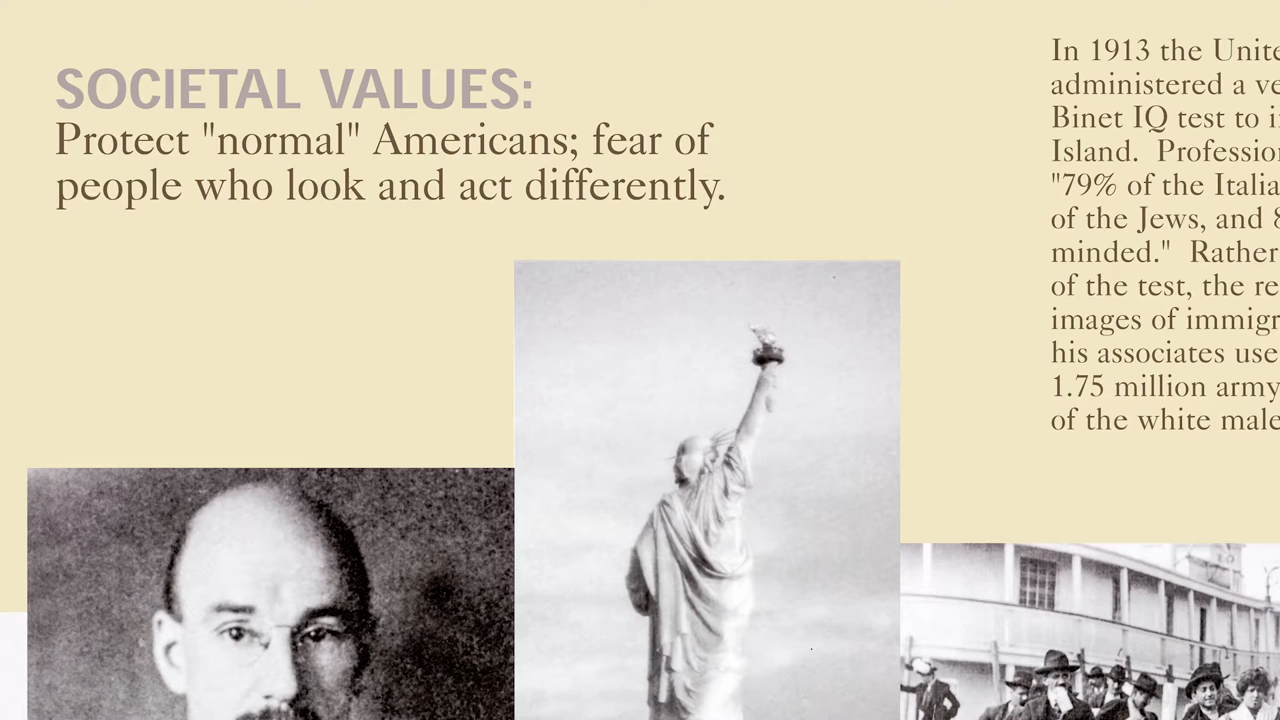 SOCIETAL VALUES:
Protect "normal" Americans; fear of
people who look and act differently.
In 1913 the Unite
administered a ve
Binet IQ test to i
Island. Profession
"79% of the Italia
of the Jews, and 8
minded." Rather
of the test, the re
images of immigr
his associates use
1.75 million army
of the white male